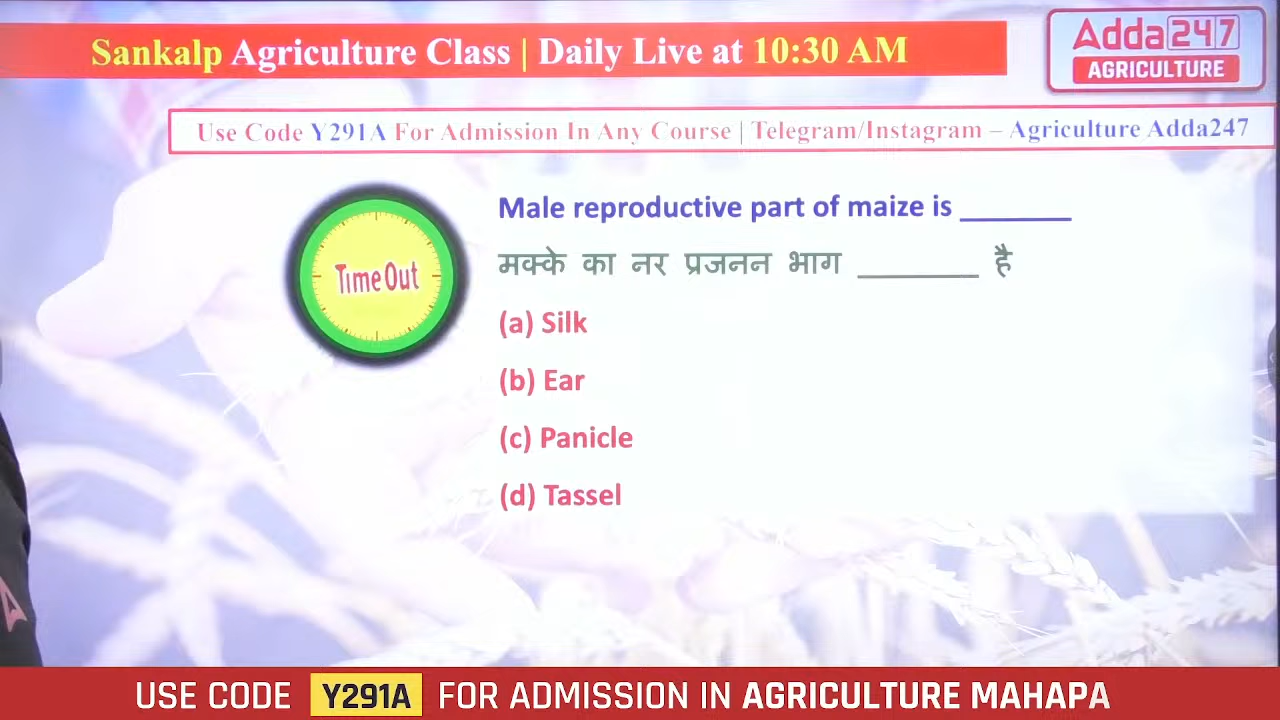 Sankalp Agriculture Class | Daily Live at 10:30 AM
Adda247
AGRICULTURE
Use Code Y291A For Admission In Any Course | Telegram/Instagram – Agriculture Adda247
Time Out
Male reproductive part of maize is ________
मक्के का नर प्रजनन भाग ________ है
(a) Silk
(b) Ear
(c) Panicle
(d) Tassel
USE CODE Y291A FOR ADMISSION IN AGRICULTURE MAHAPA